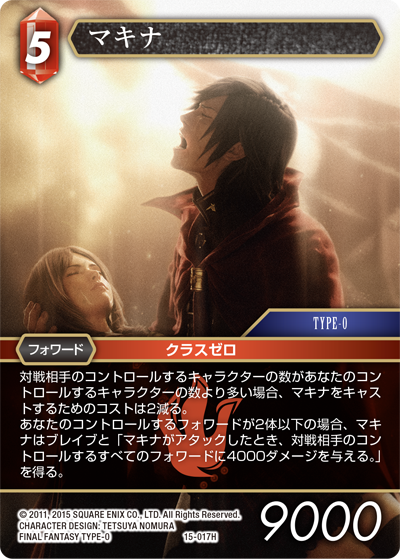 5
マキナ
TYPE-0
フォワード
クラスゼロ
対戦相手のコントロールするキャラクターの数があなたのコン
トロールするキャラクターの数より多い場合、マキナをキャス
トするためのコストは2減る。
あなたのコントロールするフォワードが2体以下の場合、マキ
ナはブレイブと「マキナがアタックしたとき、対戦相手のコン
トロールするすべてのフォワードに4000ダメージを与える。」
を得る。
© 2011, 2015 SQUARE ENIX CO., LTD. All Rights Reserved.
CHARACTER DESIGN: TETSUYA NOMURA
FINAL FANTASY TYPE-0
15-017H
9000